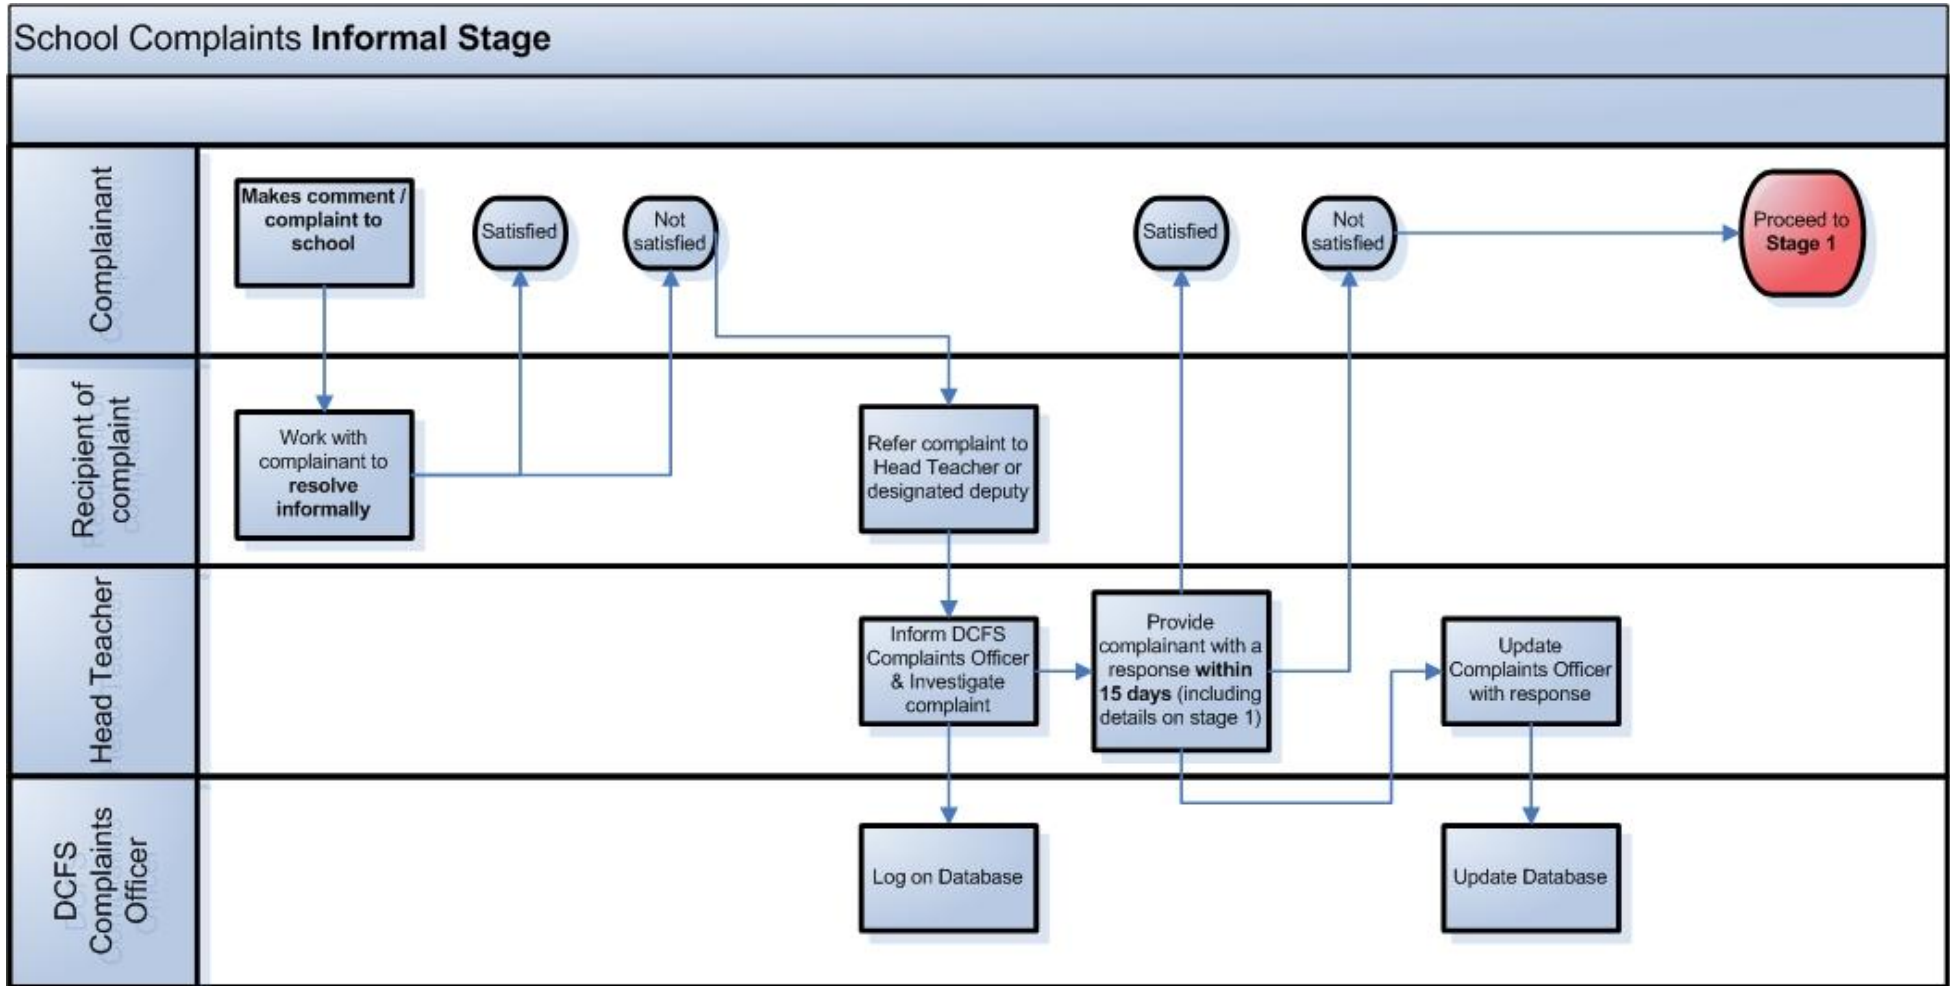 School Complaints Informal Stage
Complainant
Makes comment /
complaint to
school
Satisfied
Not
satisfied
Satisfied
Not
satisfied
Proceed to
Stage 1
Recipient of
complaint
Work with
complainant to
resolve
informally
Refer complaint to
Head Teacher or
designated deputy
Head Teacher
Inform DCFS
Complaints Officer
& Investigate
complaint
Provide
complainant with a
response within
15 days (including
details on stage 1)
Update
Complaints Officer
with response
DCFS
Complaints
Officer
Log on Database
Update Database